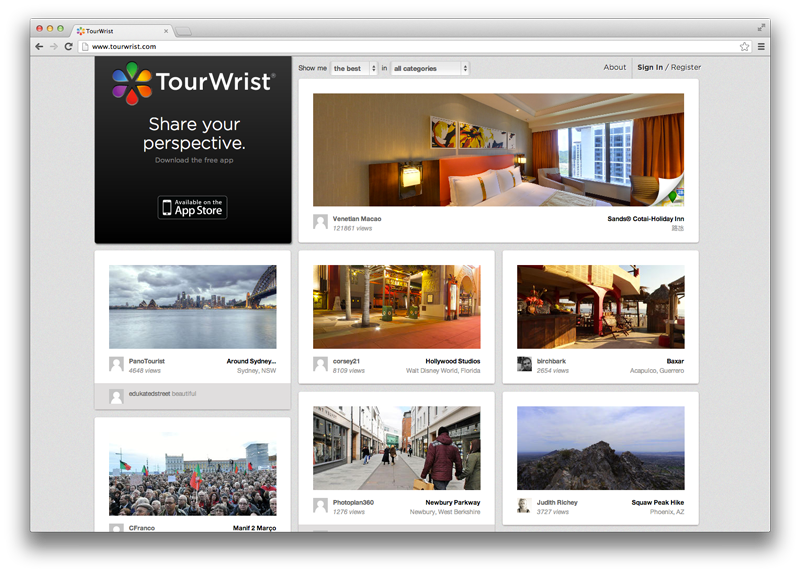 TourWrist
www.tourwrist.com
TourWrist®
Share your
perspective.
Download the free app
Available on the
App Store
Show me the best in all categories
About Sign In / Register
Venetian Macao Sands® Cotai-Holiday Inn
121861 views 路氹
PanoTourist Around Sydney...
4648 views Sydney, NSW
edukatedstreet beautiful
corsey21 Hollywood Studios
8109 views Walt Disney World, Florida
birchbark Baxar
2654 views Acapulco, Guerrero
CFranco Manif 2 Março
Photoplan360 Newbury Parkway
1276 views Newbury, West Berkshire
Judith Richey Squaw Peak Hike
3727 views Phoenix, AZ